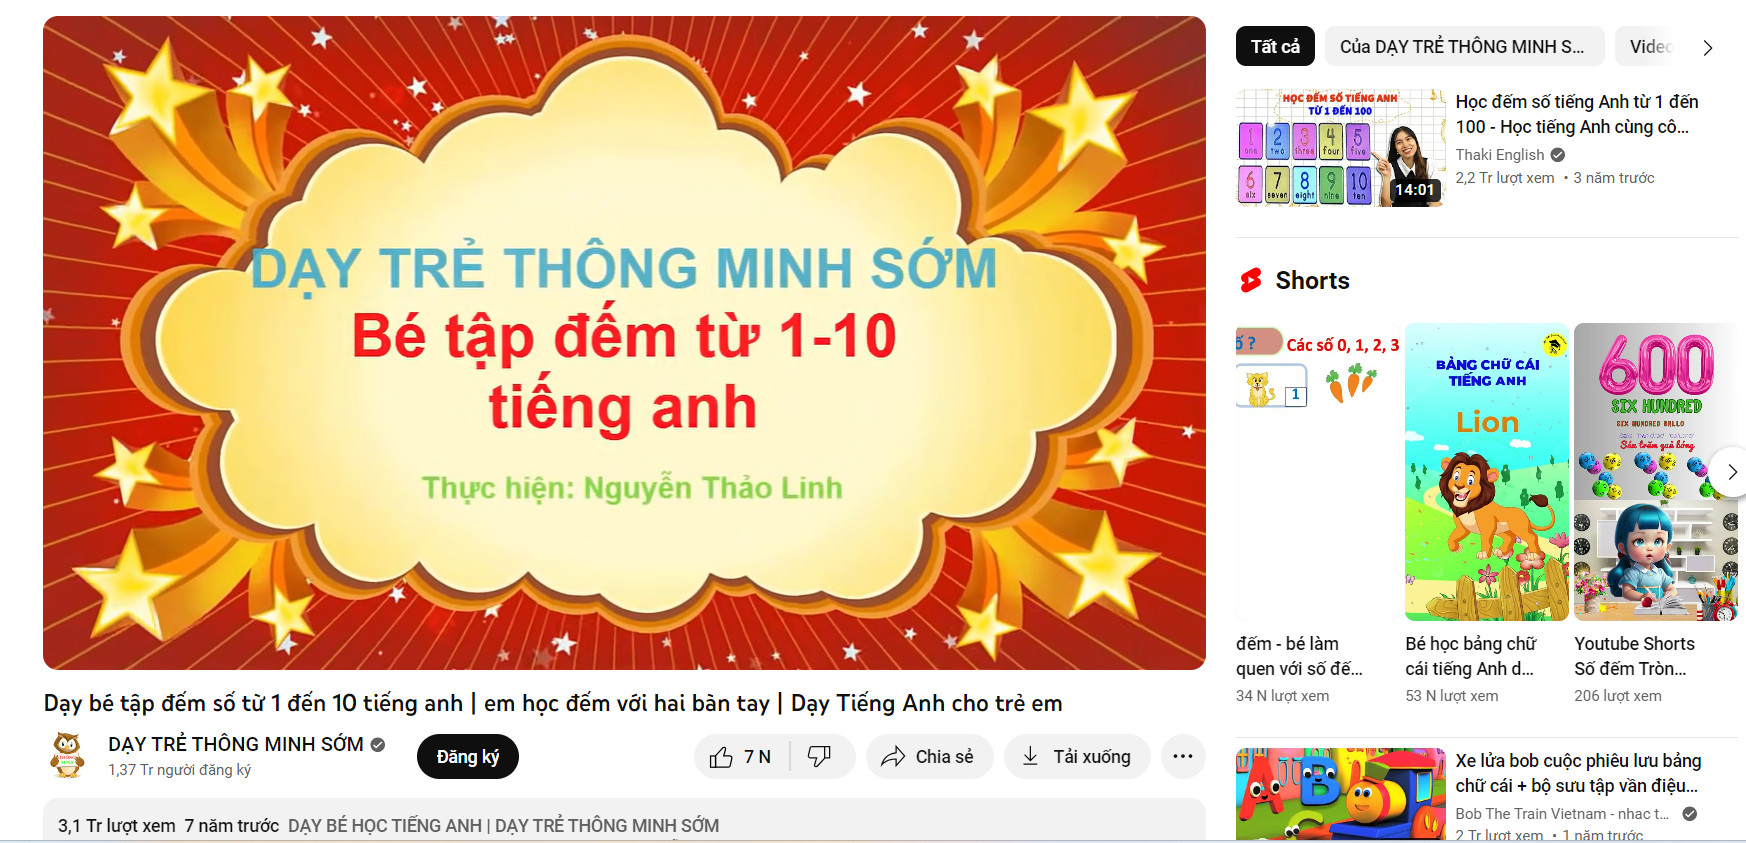 DẠY TRẺ THÔNG MINH SỚM
Bé tập đếm từ 1-10
tiếng anh
Thực hiện: Nguyễn Thảo Linh
Dạy bé tập đếm số từ 1 đến 10 tiếng anh | em học đếm với hai bàn tay | Dạy Tiếng Anh cho trẻ em
DẠY TRẺ THÔNG MINH SỚM
1,37 Tr người đăng ký
Đăng ký
7 N
Chia sẻ
Tải xuống
3,1 Tr lượt xem 7 năm trước DẠY BÉ HỌC TIẾNG ANH | DẠY TRẺ THÔNG MINH SỚM
Tất cả
Của DẠY TRẺ THÔNG MINH S...
Video
HỌC ĐẾM SỐ TIẾNG ANH
TỪ 1 ĐẾN 100
1 2 3 4 5
one two three four five
6 7 8 9 10
six seven eight nine ten
14:01
Học đếm số tiếng Anh từ 1 đến
100 - Học tiếng Anh cùng cô...
Thaki English
2,2 Tr lượt xem • 3 năm trước
Shorts
ố ?
Các số 0, 1, 2, 3
1
đếm - bé làm
quen với số đế...
34 N lượt xem
BẢNG CHỮ CÁI
TIẾNG ANH
Lion
Bé học bảng chữ
cái tiếng Anh d...
53 N lượt xem
600
SIX HUNDRED
SIX HUNDRED BALLO
Sáu trăm quả bóng
Youtube Shorts
Số đếm Tròn...
206 lượt xem
A B C
Xe lửa bob cuộc phiêu lưu bảng
chữ cái + bộ sưu tập vần điệu...
Bob The Train Vietnam - nhac t...
2 Tr lượt xem • 1 năm trước